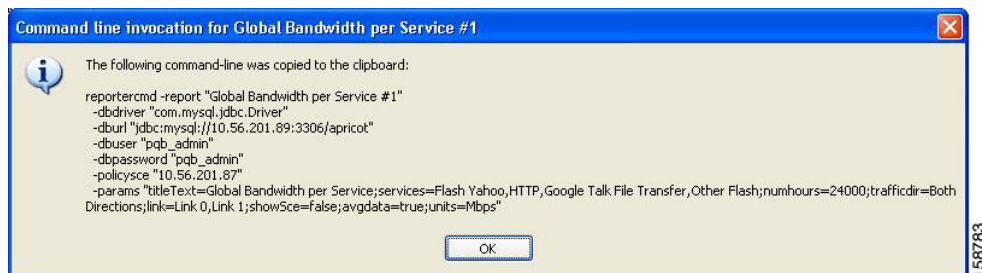 Command line invocation for Global Bandwidth per Service #1
The following command-line was copied to the clipboard:
reportercmd -report "Global Bandwidth per Service #1"
-dbdriver "com.mysql.jdbc.Driver"
-dburl "jdbc:mysql://10.56.201.89:3306/apricot"
-dbuser "pqb_admin"
-dbpassword "pqb_admin"
-policysce "10.56.201.87"
-params "titleText=Global Bandwidth per Service;services=Flash Yahoo,HTTP,Google Talk File Transfer,Other Flash;numhours=24000;trafficdir=Both
Directions;link=Link 0,Link 1;showSce=false;avgdata=true;units=Mbps"
OK
58783